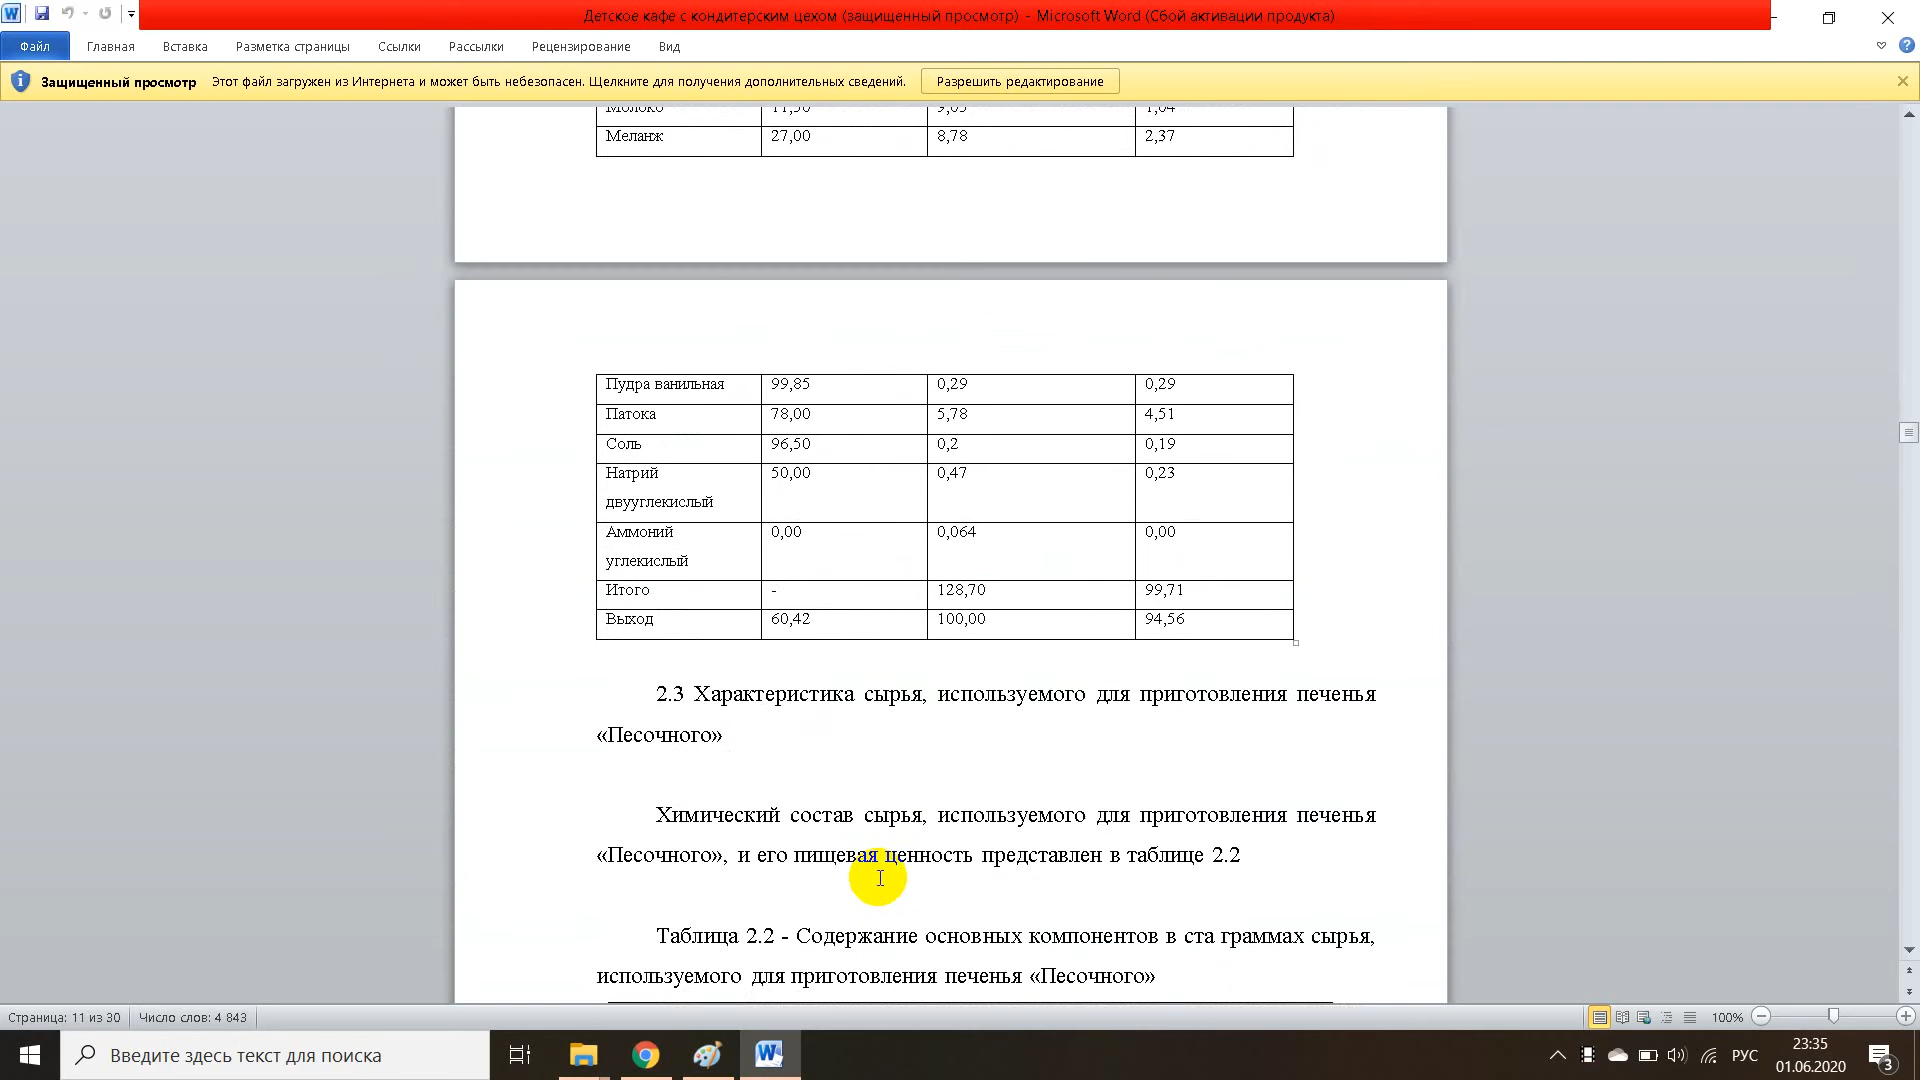 Детское кафе с кондитерским цехом (защищенный просмотр) - Microsoft Word (Сбой активации продукта)
Файл Главная Вставка Разметка страницы Ссылки Рассылки Рецензирование Вид
Защищенный просмотр Этот файл загружен из Интернета и может быть небезопасен. Щелкните для получения дополнительных сведений. Разрешить редактирование
Молоко 11,50 9,05 1,04
Меланж 27,00 8,78 2,37
Пудра ванильная 99,85 0,29 0,29
Патока 78,00 5,78 4,51
Соль 96,50 0,2 0,19
Натрий 50,00 0,47 0,23
двууглекислый
Аммоний 0,00 0,064 0,00
углекислый
Итого - 128,70 99,71
Выход 60,42 100,00 94,56
2.3 Характеристика сырья, используемого для приготовления печенья
«Песочного»
Химический состав сырья, используемого для приготовления печенья
«Песочного», и его пищевая ценность представлен в таблице 2.2
Таблица 2.2 - Содержание основных компонентов в ста граммах сырья,
используемого для приготовления печенья «Песочного»
Страница: 11 из 30 Число слов: 4 843 100%
Введите здесь текст для поиска РУС 23:35
01.06.2020 3